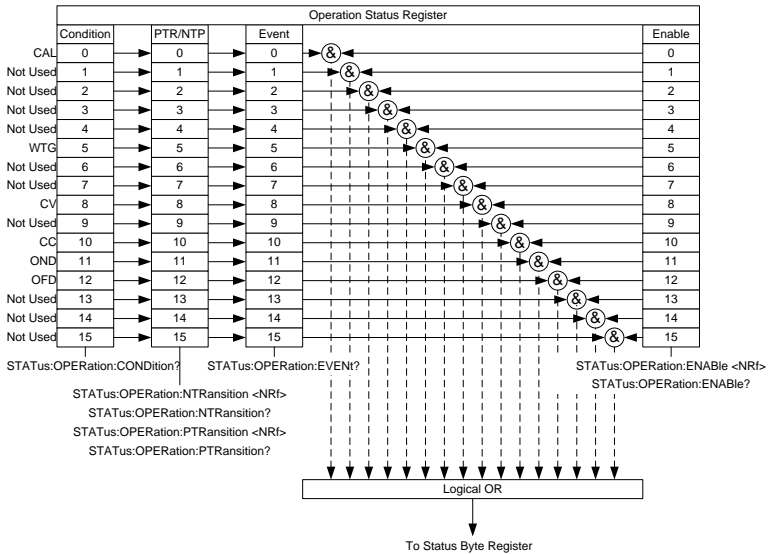 Operation Status Register
Condition PTR/NTP Event Enable
CAL 0 0 0 & 0
Not Used 1 1 1 & 1
Not Used 2 2 2 & 2
Not Used 3 3 3 & 3
Not Used 4 4 4 & 4
WTG 5 5 5 & 5
Not Used 6 6 6 & 6
Not Used 7 7 7 & 7
CV 8 8 8 & 8
Not Used 9 9 9 & 9
CC 10 10 10 & 10
OND 11 11 11 & 11
OFD 12 12 12 & 12
Not Used 13 13 13 & 13
Not Used 14 14 14 & 14
Not Used 15 15 15 & 15
STATus:OPERation:CONDition? STATus:OPERation:EVENt? STATus:OPERation:ENABle <NRf>
STATus:OPERation:ENABle?
STATus:OPERation:NTRansition <NRf>
STATus:OPERation:NTRansition?
STATus:OPERation:PTRansition <NRf>
STATus:OPERation:PTRansition?
Logical OR
To Status Byte Register